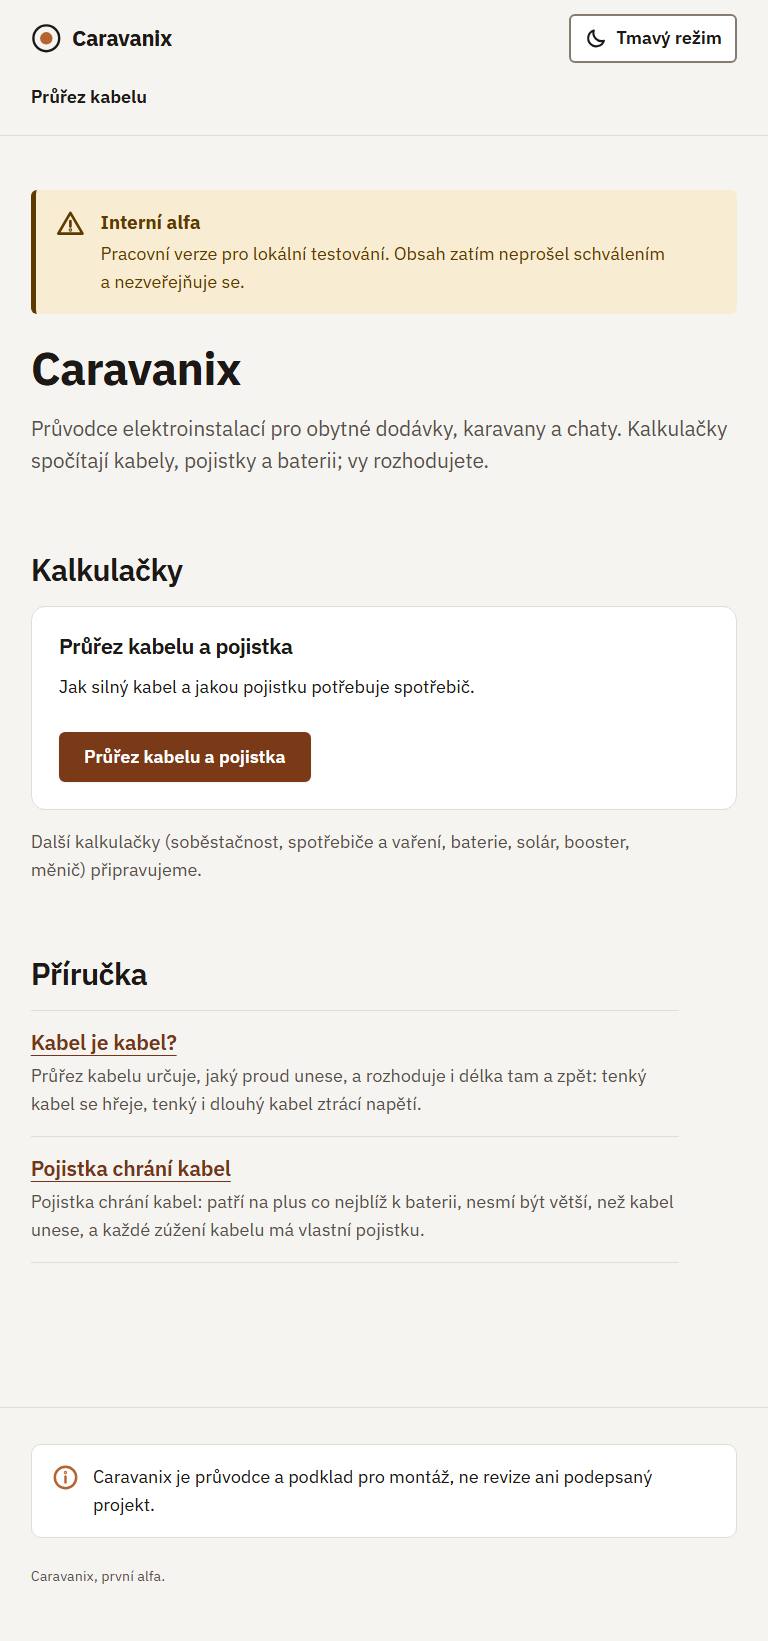 Caravanix
Tmavý režim
Průřez kabelu
Interní alfa
Pracovní verze pro lokální testování. Obsah zatím neprošel schválením
a nezveřejňuje se.
Caravanix
Průvodce elektroinstalací pro obytné dodávky, karavany a chaty. Kalkulačky
spočítají kabely, pojistky a baterii; vy rozhodujete.
Kalkulačky
Průřez kabelu a pojistka
Jak silný kabel a jakou pojistku potřebuje spotřebič.
Průřez kabelu a pojistka
Další kalkulačky (soběstačnost, spotřebiče a vaření, baterie, solár, booster,
měnič) připravujeme.
Příručka
Kabel je kabel?
Průřez kabelu určuje, jaký proud unese, a rozhoduje i délka tam a zpět: tenký
kabel se hřeje, tenký i dlouhý kabel ztrácí napětí.
Pojistka chrání kabel
Pojistka chrání kabel: patří na plus co nejblíž k baterii, nesmí být větší, než kabel
unese, a každé zúžení kabelu má vlastní pojistku.
Caravanix je průvodce a podklad pro montáž, ne revize ani podepsaný
projekt.
Caravanix, první alfa.